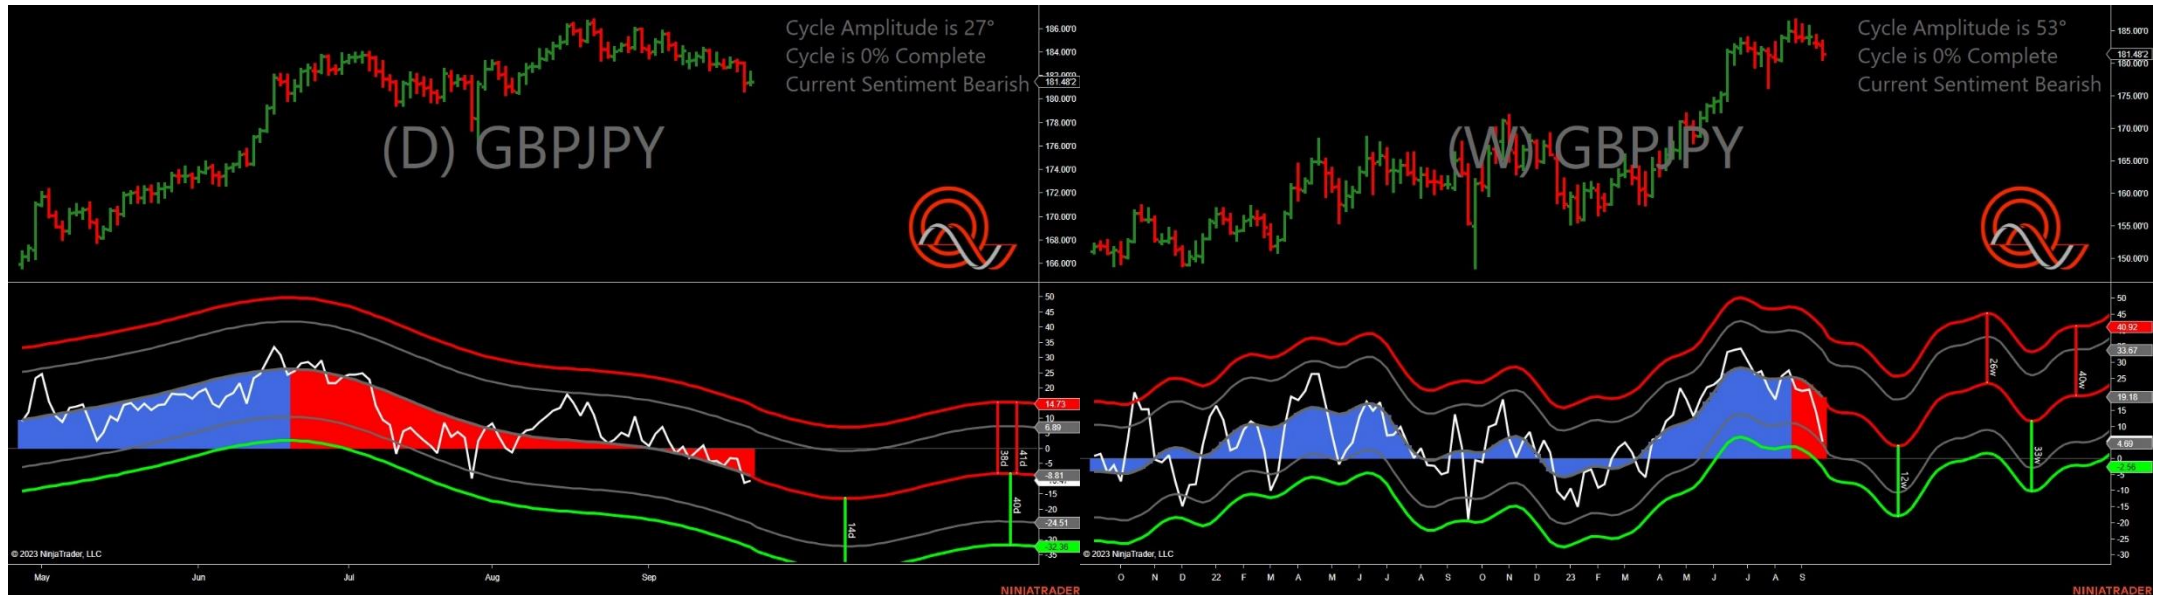 Cycle Amplitude is 27°
Cycle is 0% Complete
Current Sentiment Bearish
(D) GBPJPY
186.00'0
184.00'0
181.48'2
180.00'0
178.00'0
176.00'0
174.00'0
172.00'0
170.00'0
168.00'0
166.00'0
50
45
40
35
30
25
20
14.73
10
6.89
0
-5
-8.81
-15
-20
-24.51
-32.36
-35
38d
41d
40d
14d
© 2023 NinjaTrader, LLC
May Jun Jul Aug Sep
NINJATRADER
Cycle Amplitude is 53°
Cycle is 0% Complete
Current Sentiment Bearish
(W) GBPJPY
185.00'0
181.48'2
180.00'0
175.00'0
170.00'0
165.00'0
160.00'0
155.00'0
150.00'0
50
45
40.92
33.67
30
25
19.18
15
10
4.69
0
-2.56
-10
-15
-20
-25
-30
26w
40w
12w
33w
© 2023 NinjaTrader, LLC
O N D 22 F M A M J J A S O N D 23 F M A M J J A S
NINJATRADER